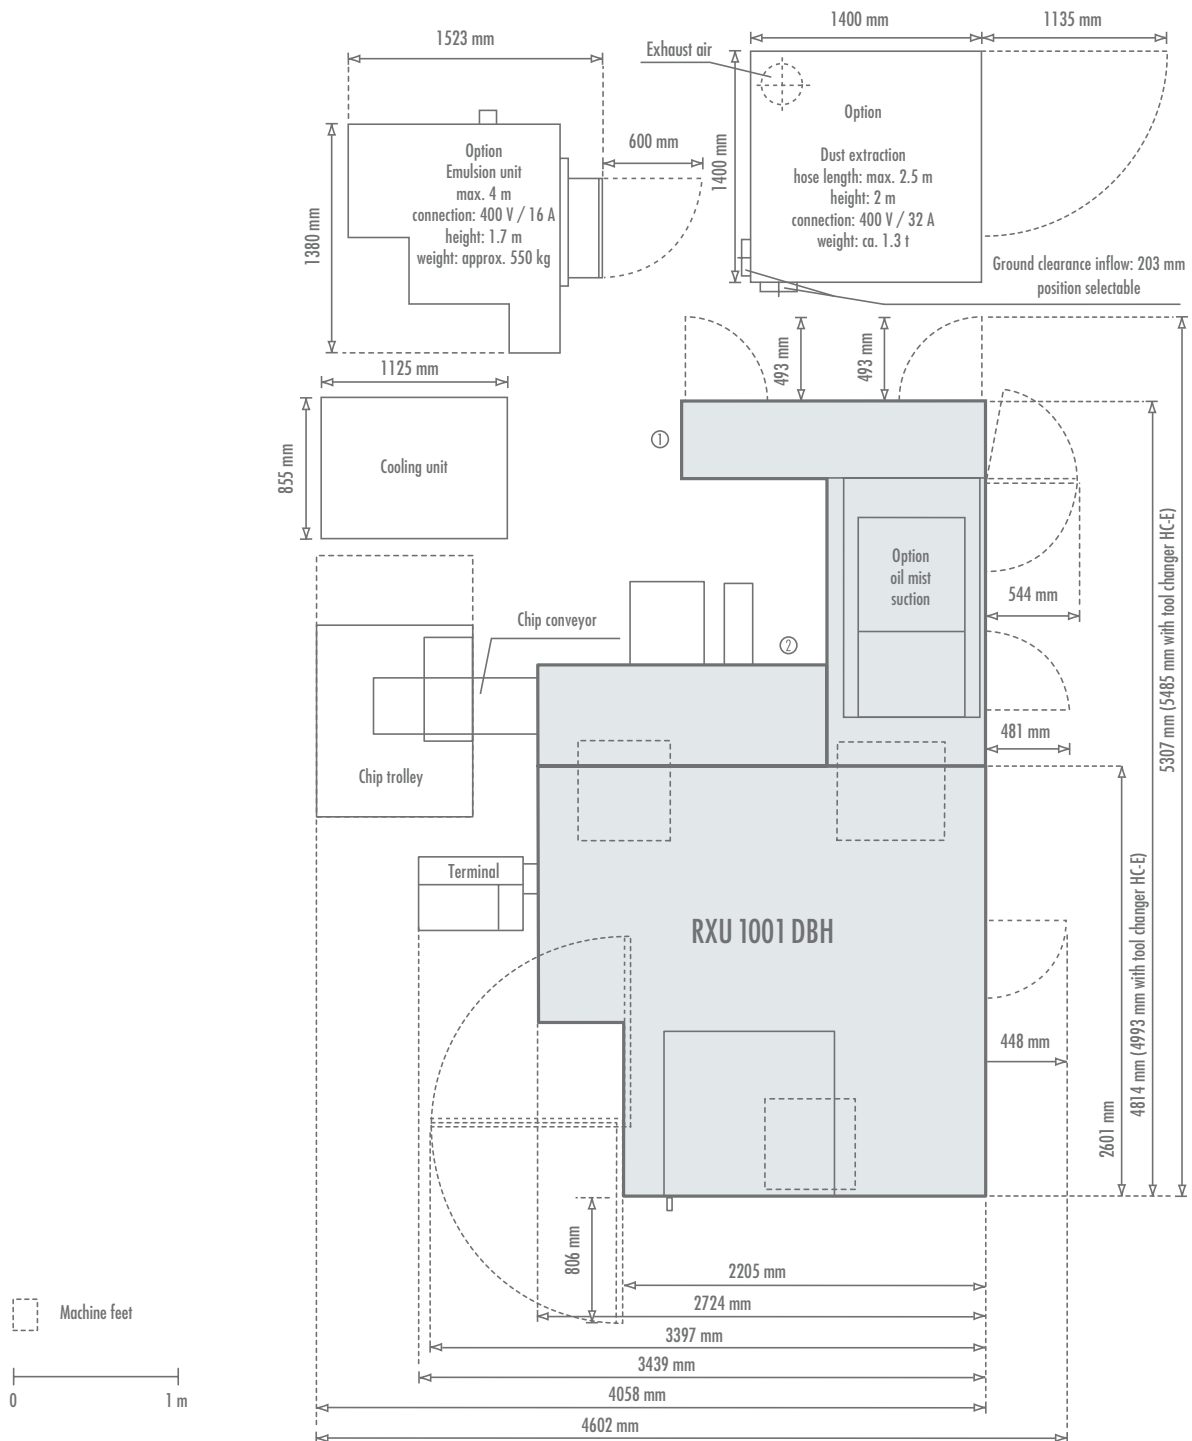 1400 mm
1135 mm
1523 mm
Exhaust air
Option
600 mm
1400 mm
Option
Emulsion unit
max. 4 m
connection: 400 V / 16 A
height: 1.7 m
weight: approx. 550 kg
Dust extraction
hose length: max. 2.5 m
height: 2 m
connection: 400 V / 32 A
weight: ca. 1.3 t
1380 mm
Ground clearance inflow: 203 mm
position selectable
493 mm
493 mm
1125 mm
1
855 mm
Cooling unit
Option
oil mist
suction
544 mm
5307 mm (5485 mm with tool changer HC-E)
Chip conveyor
2
481 mm
Chip trolley
Terminal
RXU 1001 DBH
4814 mm (4993 mm with tool changer HC-E)
448 mm
2601 mm
806 mm
2205 mm
2724 mm
Machine feet
3397 mm
3439 mm
0
1 m
4058 mm
4602 mm